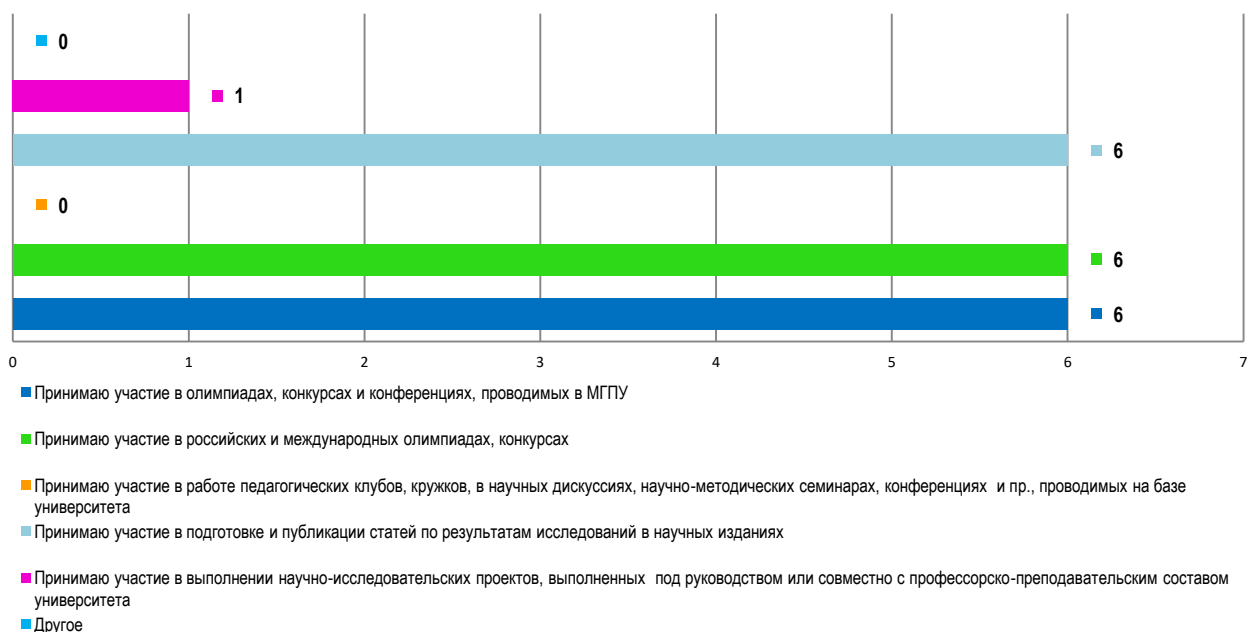 0
1
6
0
6
6
0 1 2 3 4 5 6 7
Принимаю участие в олимпиадах, конкурсах и конференциях, проводимых в МГПУ
Принимаю участие в российских и международных олимпиадах, конкурсах
Принимаю участие в работе педагогических клубов, кружков, в научных дискуссиях, научно-методических семинарах, конференциях и пр., проводимых на базе
университета
Принимаю участие в подготовке и публикации статей по результатам исследований в научных изданиях
Принимаю участие в выполнении научно-исследовательских проектов, выполненных под руководством или совместно с профессорско-преподавательским составом
университета
Другое